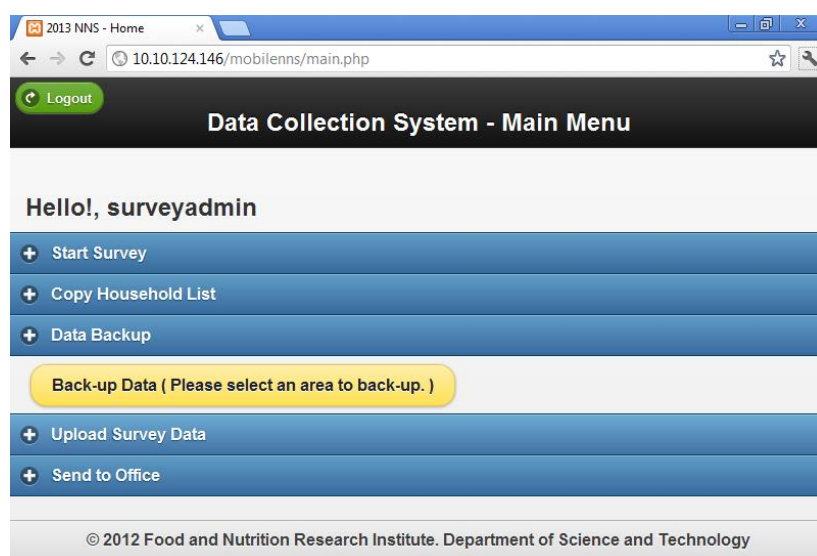 2013 NNS - Home
10.10.124.146/mobilenns/main.php
Logout
Data Collection System - Main Menu
Hello!, surveyadmin
Start Survey
Copy Household List
Data Backup
Back-up Data ( Please select an area to back-up. )
Upload Survey Data
Send to Office
© 2012 Food and Nutrition Research Institute. Department of Science and Technology